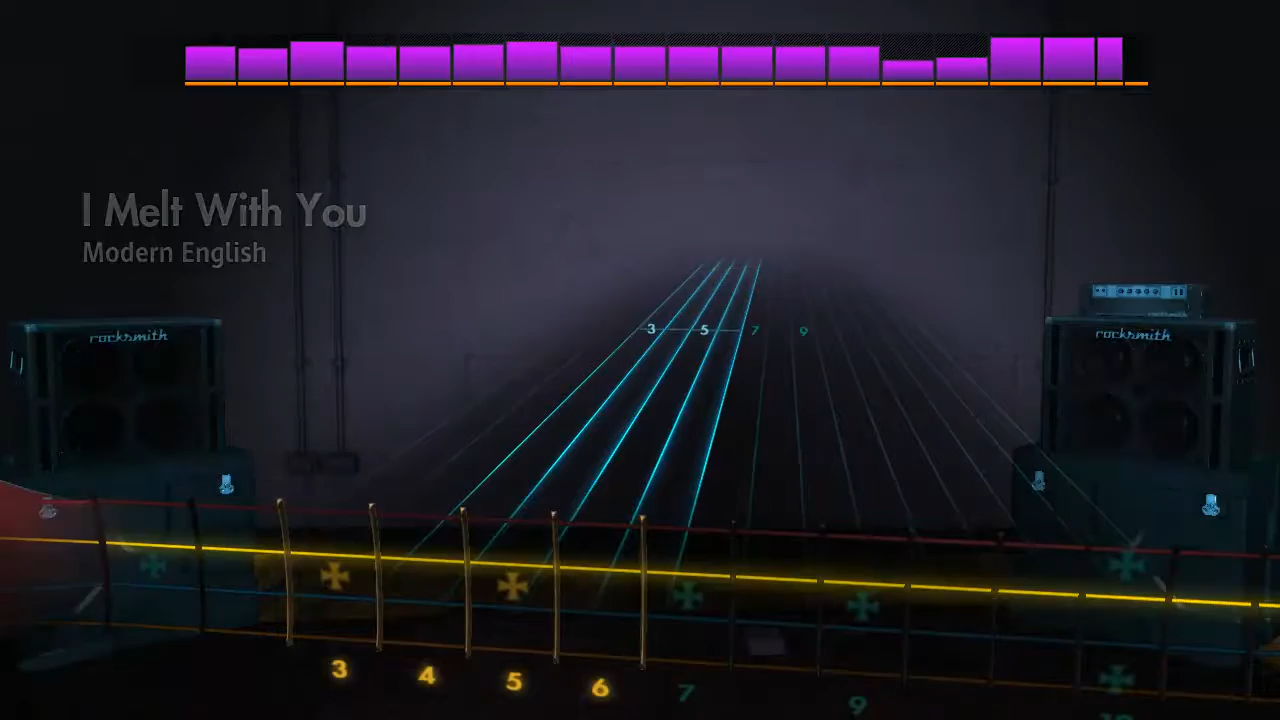 I Melt With You
Modern English
rocksmith
rocksmith
3 5 7 9
3 4 5 6 7 9